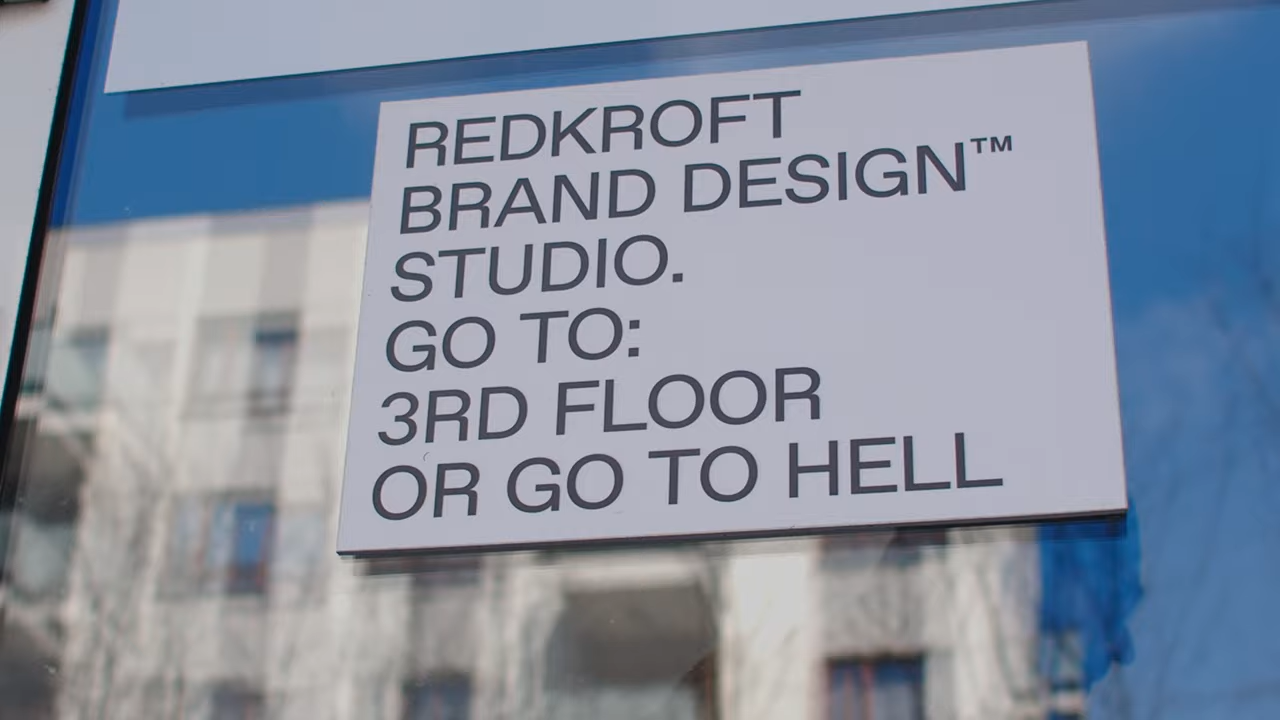 REDKROFT
BRAND DESIGN™
STUDIO.
GO TO:
3RD FLOOR
OR GO TO HELL